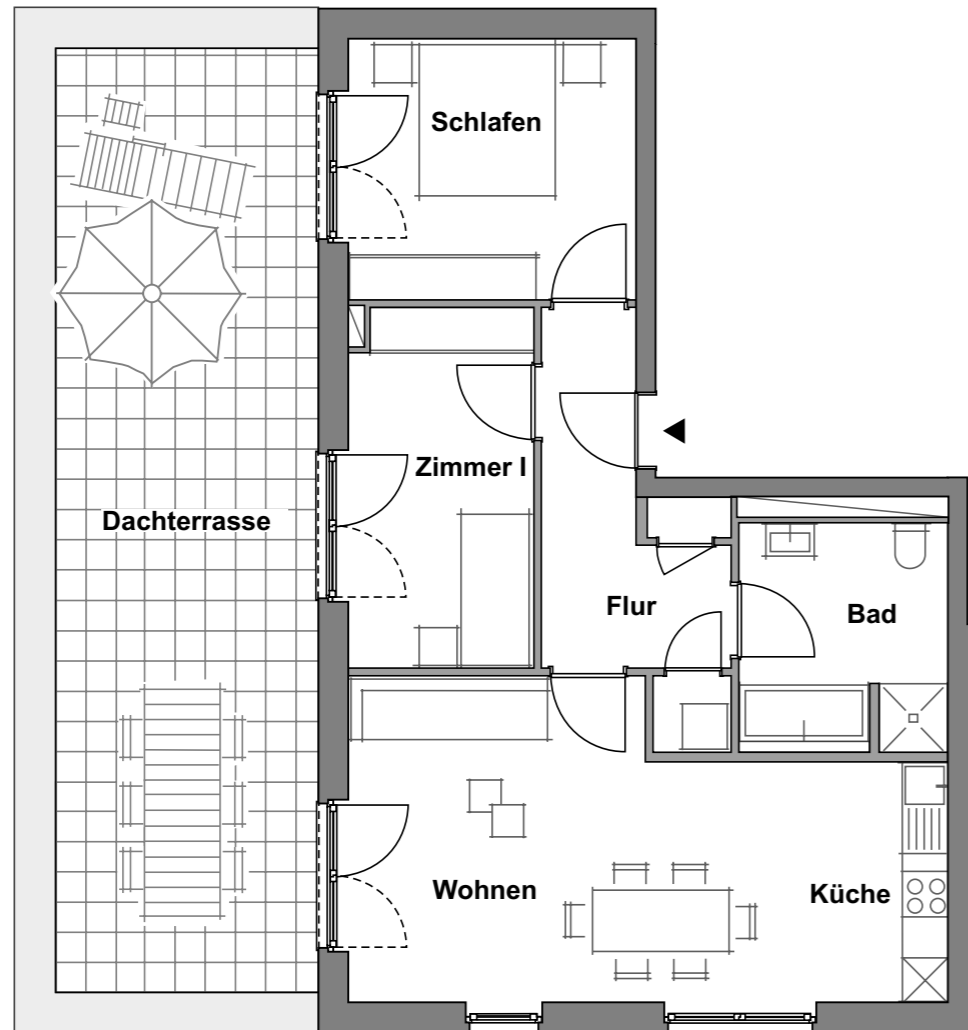 Schlafen
Zimmer I
Dachterrasse
Flur
Bad
Wohnen
Küche